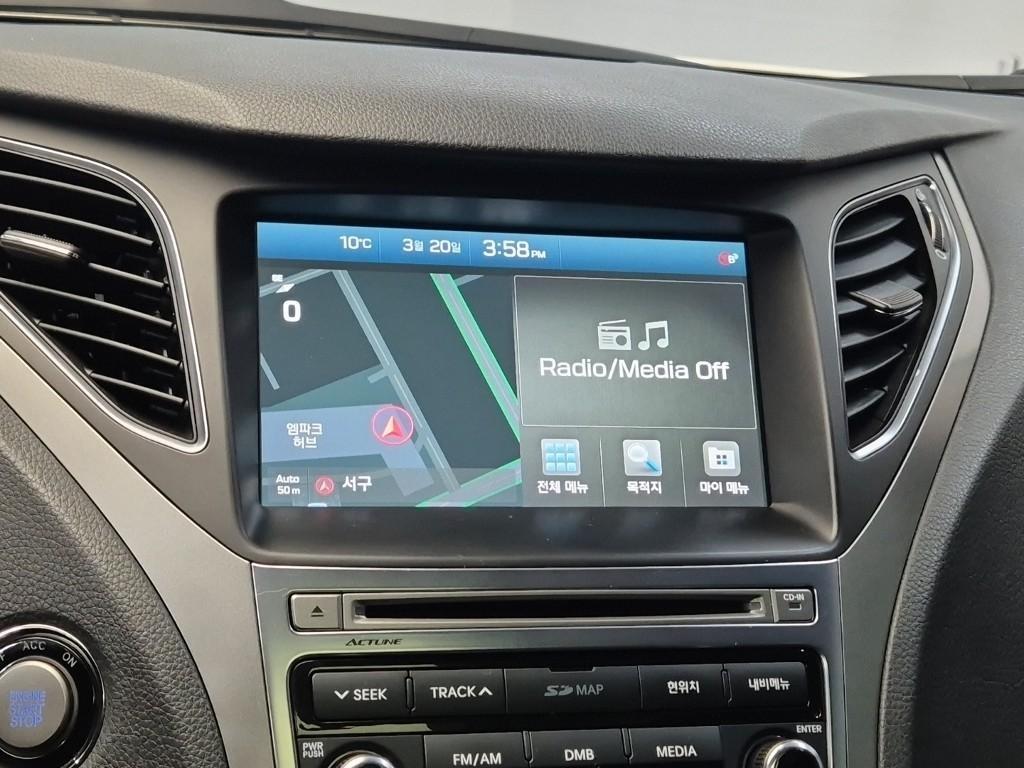 10°C 3월 20일 3:58 PM
0
Radio/Media Off
엠파크
허브
Auto
50 m
서구
전체 메뉴 목적지 마이 메뉴
CD-IN
ACTUNE
SEEK TRACK SD MAP 현위치 내비메뉴
PWR
PUSH
ENTER
FM/AM DMB MEDIA
ACC
ON
ENGINE
START
STOP